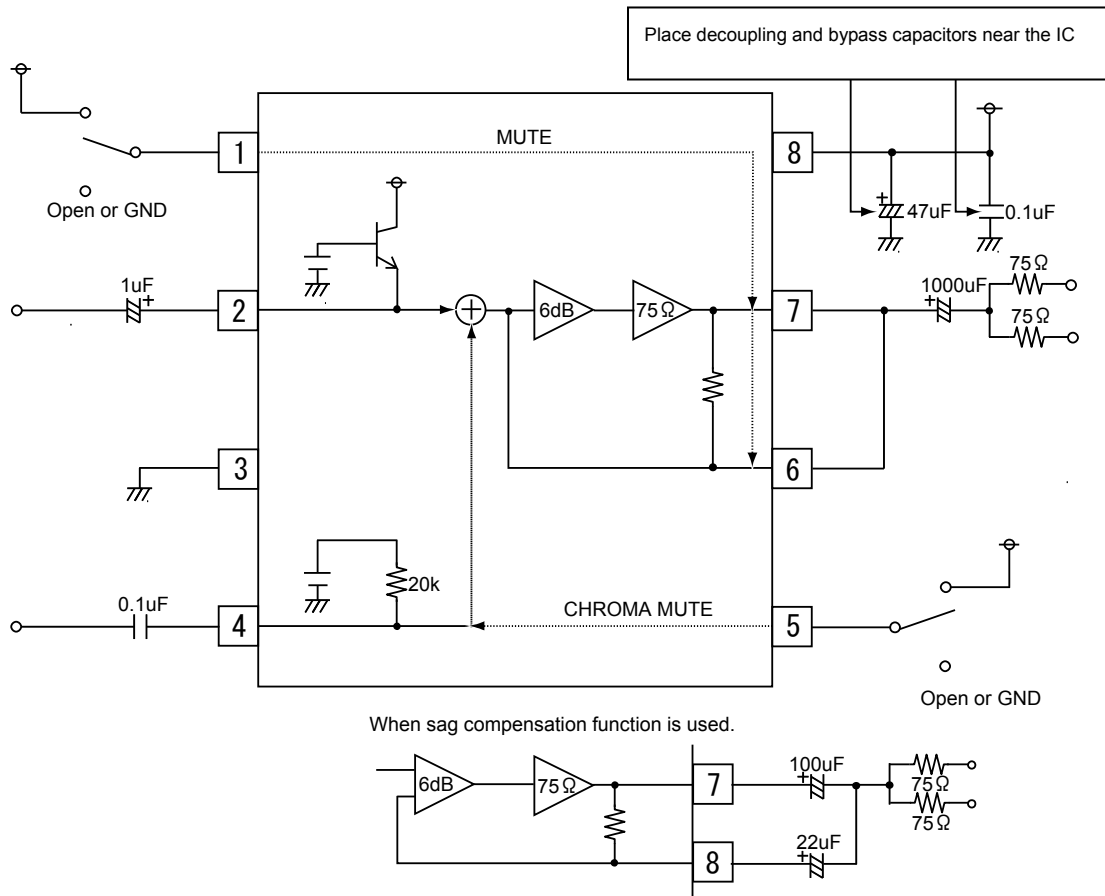 Place decoupling and bypass capacitors near the IC
1
MUTE
8
Open or GND
47uF
0.1uF
+
1uF
+
2
6dB
75Ω
7
1000uF
+
75Ω
75Ω
3
6
20k
0.1uF
4
CHROMA MUTE
5
Open or GND
When sag compensation function is used.
6dB
75Ω
7
100uF
+
75Ω
75Ω
8
22uF
+